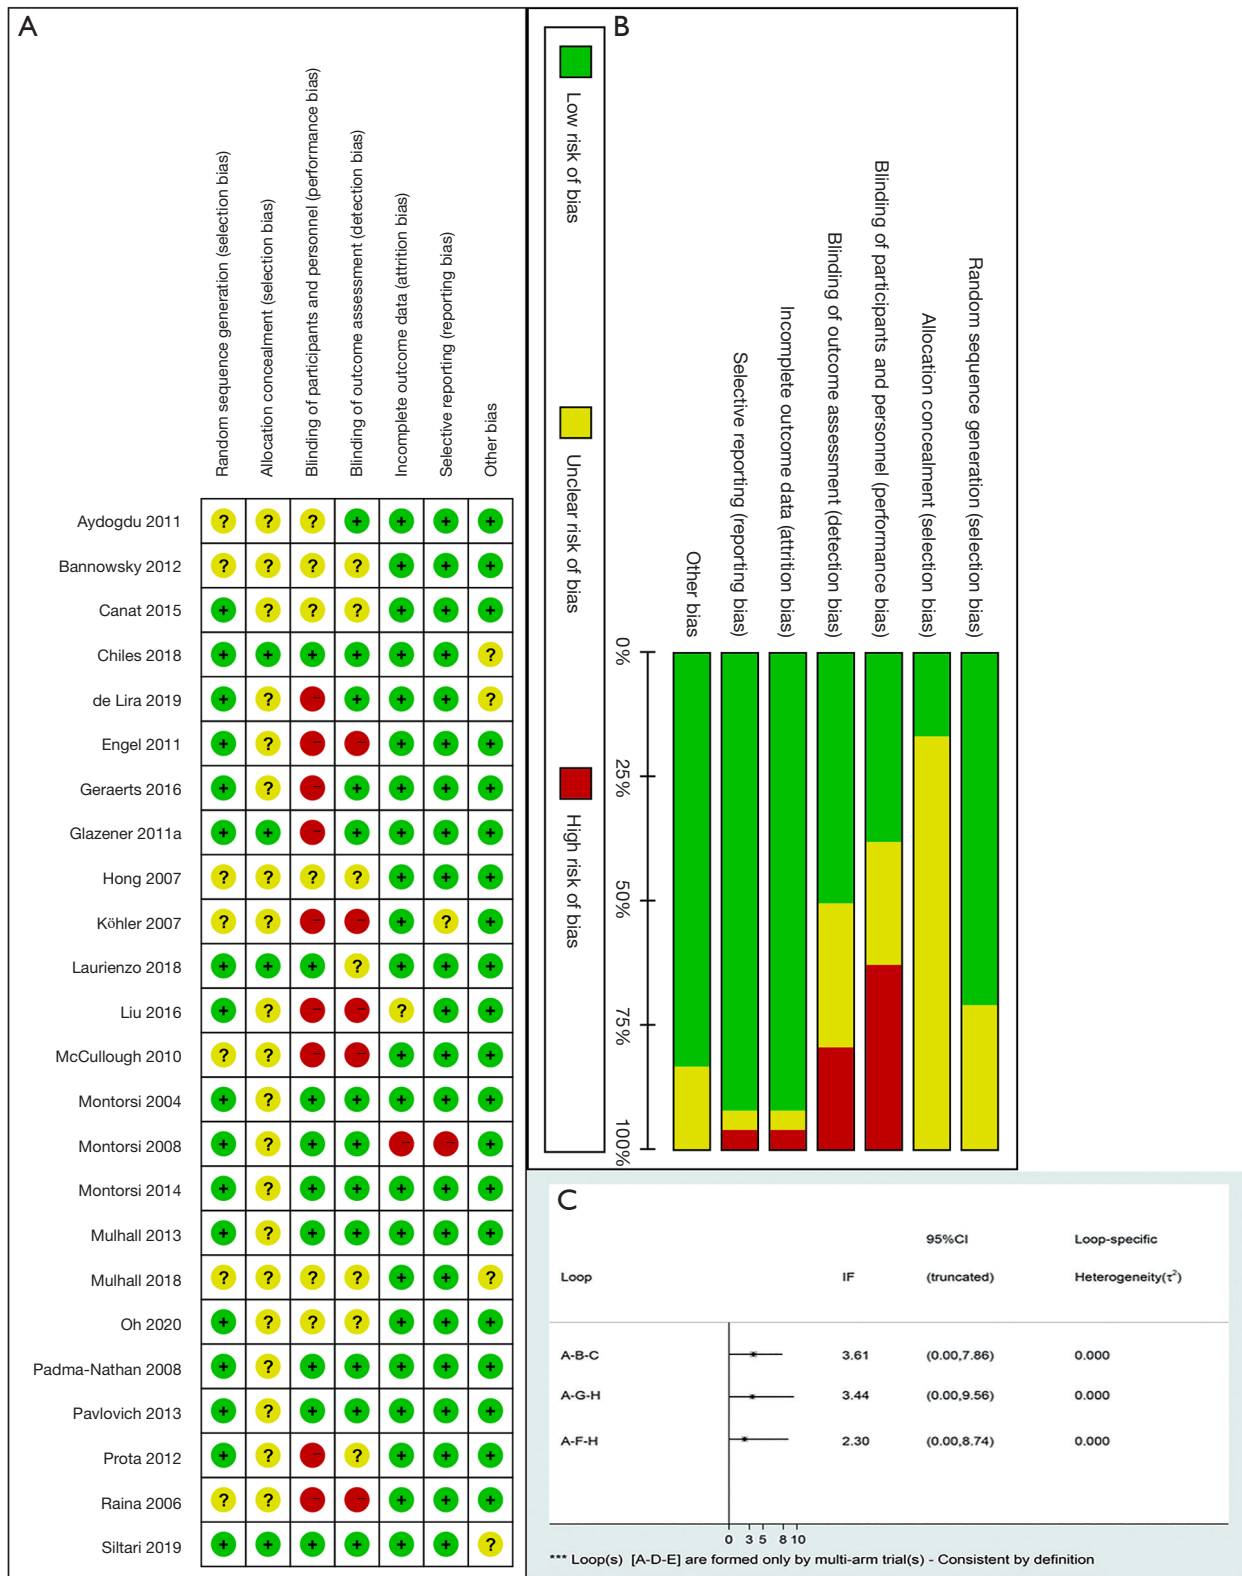 A
Random sequence generation (selection bias)
Allocation concealment (selection bias)
Blinding of participants and personnel (performance bias)
Blinding of outcome assessment (detection bias)
Incomplete outcome data (attrition bias)
Selective reporting (reporting bias)
Other bias
Aydogdu 2011 ? ? ? + + + +
Bannowsky 2012 ? ? ? ? + + +
Canat 2015 + ? ? ? + + +
Chiles 2018 + + + + + + ?
de Lira 2019 + ? − + + + ?
Engel 2011 + ? − − + + +
Geraerts 2016 + ? − + + + +
Glazener 2011a + + − + + + +
Hong 2007 ? ? ? ? + + +
Köhler 2007 ? ? − − + ? +
Laurienzo 2018 + + + ? + + +
Liu 2016 + ? − − ? + +
McCullough 2010 ? ? − − + + +
Montorsi 2004 + ? + + + + +
Montorsi 2008 + ? + + − − +
Montorsi 2014 + ? + + + + +
Mulhall 2013 + ? + + + + +
Mulhall 2018 ? ? ? ? + + ?
Oh 2020 + ? ? ? + + +
Padma-Nathan 2008 + ? + + + + +
Pavlovich 2013 + ? + + + + +
Prota 2012 + ? − ? + + +
Raina 2006 ? ? − − + + +
Siltari 2019 + + + + + + ?
B
Random sequence generation (selection bias)
Allocation concealment (selection bias)
Blinding of participants and personnel (performance bias)
Blinding of outcome assessment (detection bias)
Incomplete outcome data (attrition bias)
Selective reporting (reporting bias)
Other bias
0% 25% 50% 75% 100%
Low risk of bias
Unclear risk of bias
High risk of bias
C
95%CI Loop-specific
Loop IF (truncated) Heterogeneity(τ²)
A-B-C 3.61 (0.00,7.86) 0.000
A-G-H 3.44 (0.00,9.56) 0.000
A-F-H 2.30 (0.00,8.74) 0.000
0 3 5 8 10
*** Loop(s) [A-D-E] are formed only by multi-arm trial(s) - Consistent by definition